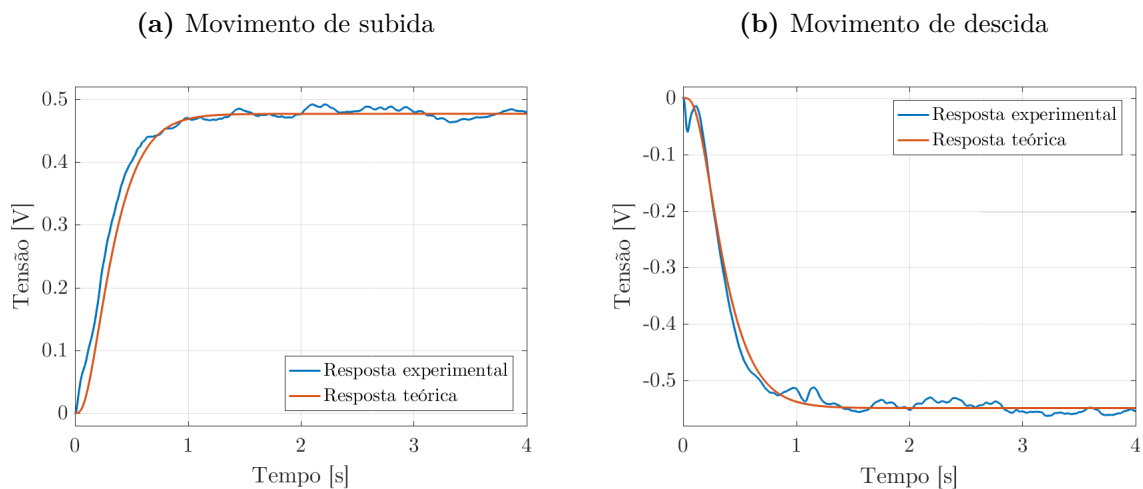 (a) Movimento de subida
0.5
0.4
0.3
0.2
0.1
0
Tensão [V]
Resposta experimental
Resposta teórica
0 1 2 3 4
Tempo [s]
(b) Movimento de descida
0
-0.1
-0.2
-0.3
-0.4
-0.5
Tensão [V]
Resposta experimental
Resposta teórica
0 1 2 3 4
Tempo [s]